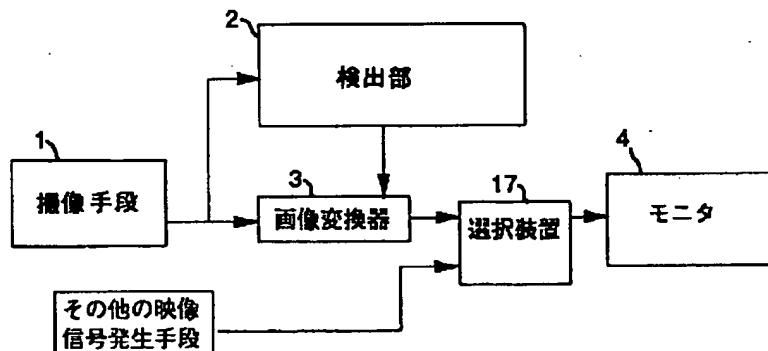 2
検出部
1
撮像手段
3
画像変換器
17
選択装置
4
モニタ
その他の映像
信号発生手段